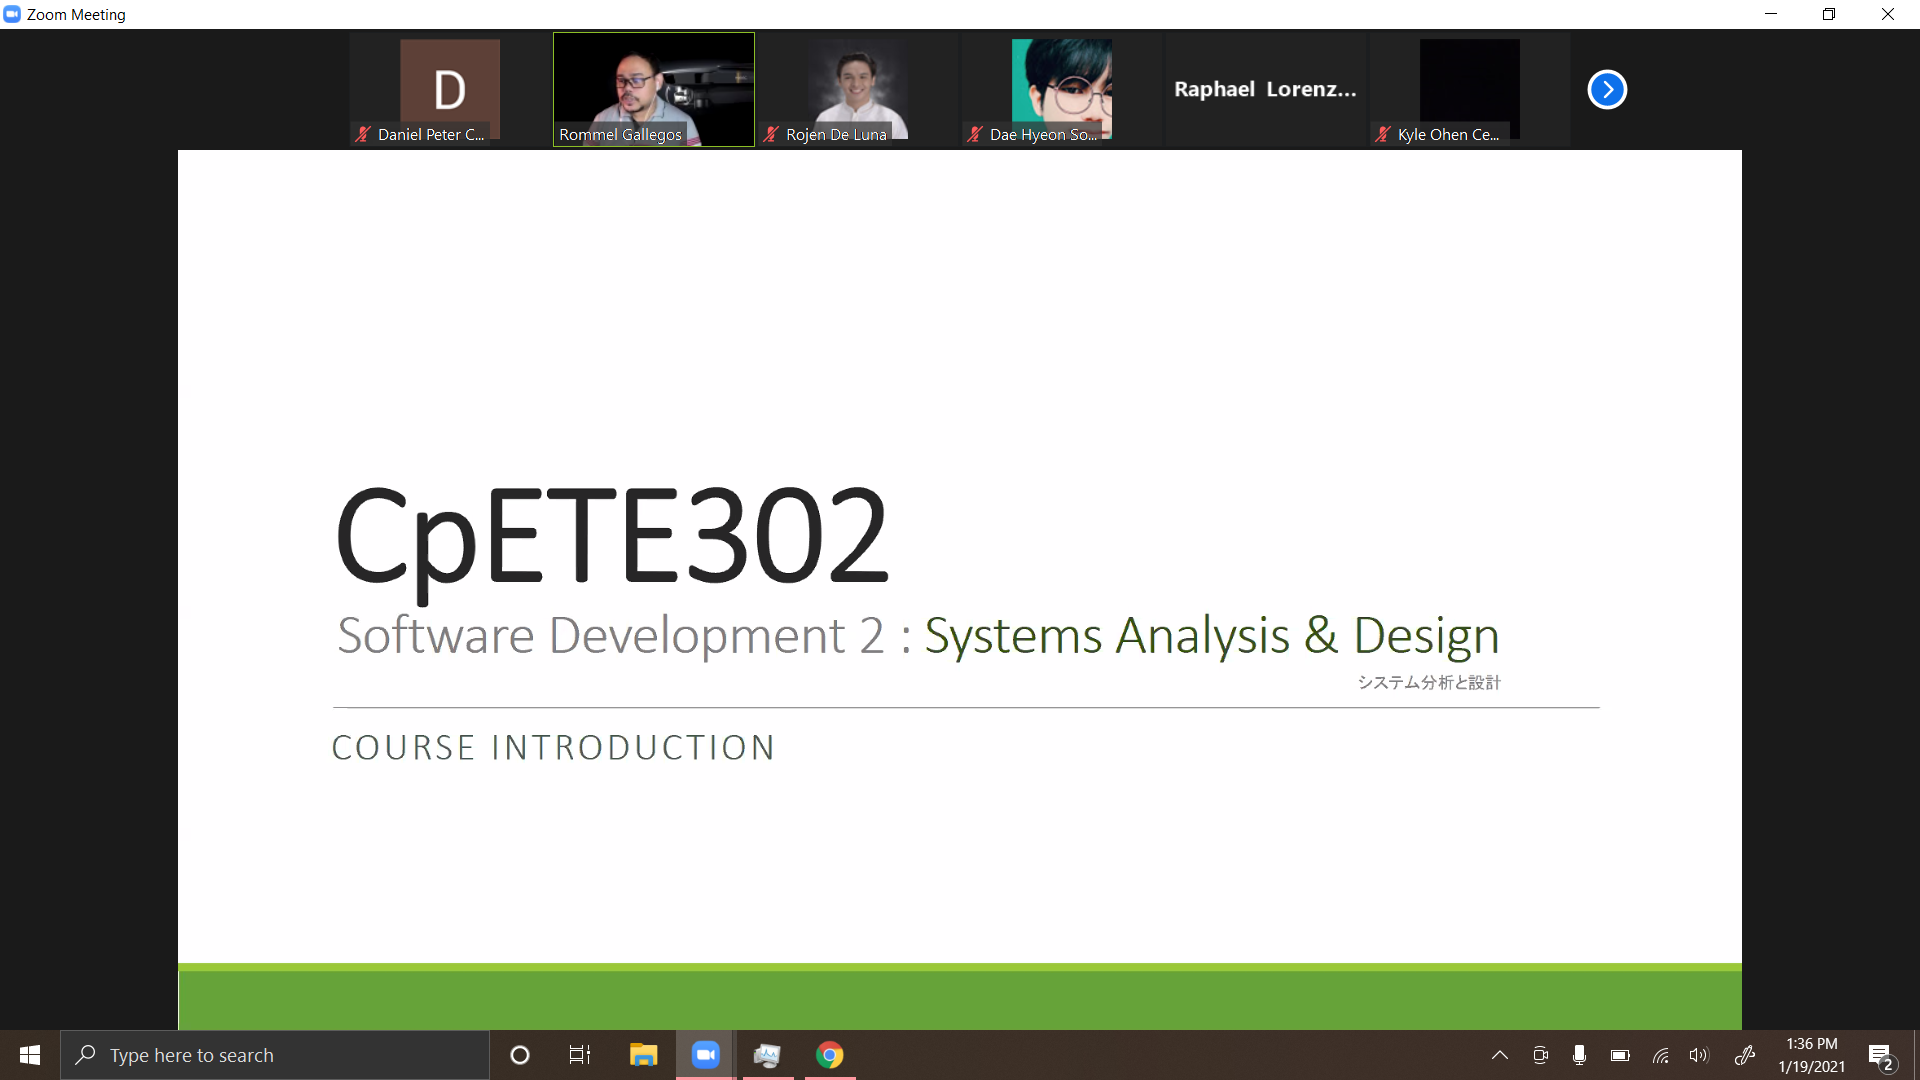 Zoom Meeting
D
Daniel Peter C...
Rommel Gallegos
Rojen De Luna
Dae Hyeon So...
Raphael Lorenz...
Kyle Ohen Ce...
CpETE302
Software Development 2 : Systems Analysis & Design
システム分析と設計
COURSE INTRODUCTION
Type here to search
1:36 PM
1/19/2021
2